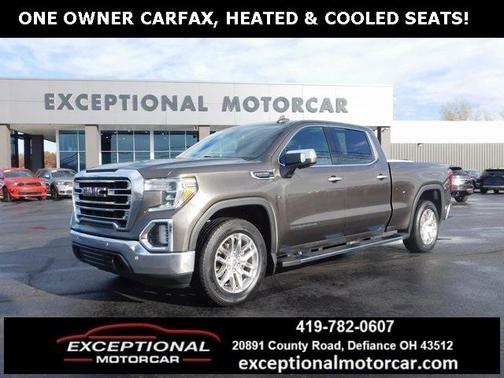 ONE OWNER CARFAX, HEATED & COOLED SEATS!
EXCEPTIONAL MOTORCAR
GMC
EXCEPTIONAL
MOTORCAR
419-782-0607
20891 County Road, Defiance OH 43512
exceptionalmotorcar.com